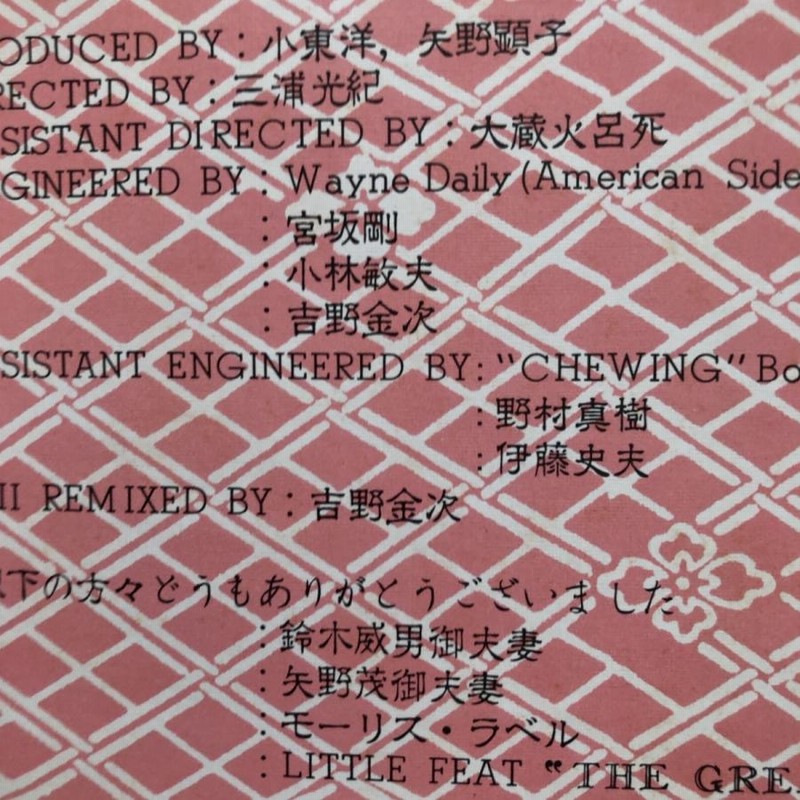 ODUCED BY : 小東洋, 矢野顕子
RECTED BY : 三浦光紀
SISTANT DIRECTED BY : 大蔵火呂死
GINEERED BY : Wayne Daily (American Side
: 宮坂剛
: 小林敏夫
: 吉野金次
SISTANT ENGINEERED BY: "CHEWING" Bo
: 野村真樹
: 伊藤史夫
II REMIXED BY : 吉野金次
以下の方々どうもありがとうございました
: 鈴木威男御夫妻
: 矢野茂御夫妻
: モーリス・ラベル
: LITTLE FEAT “THE GRE